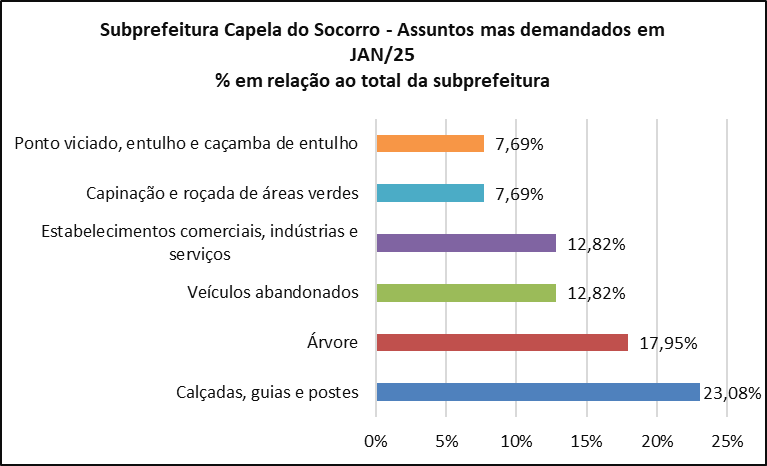 Subprefeitura Capela do Socorro - Assuntos mas demandados em
JAN/25
% em relação ao total da subprefeitura
Ponto viciado, entulho e caçamba de entulho
7,69%
Capinação e roçada de áreas verdes
7,69%
Estabelecimentos comerciais, indústrias e
serviços
12,82%
Veículos abandonados
12,82%
Árvore
17,95%
Calçadas, guias e postes
23,08%
0% 5% 10% 15% 20% 25%